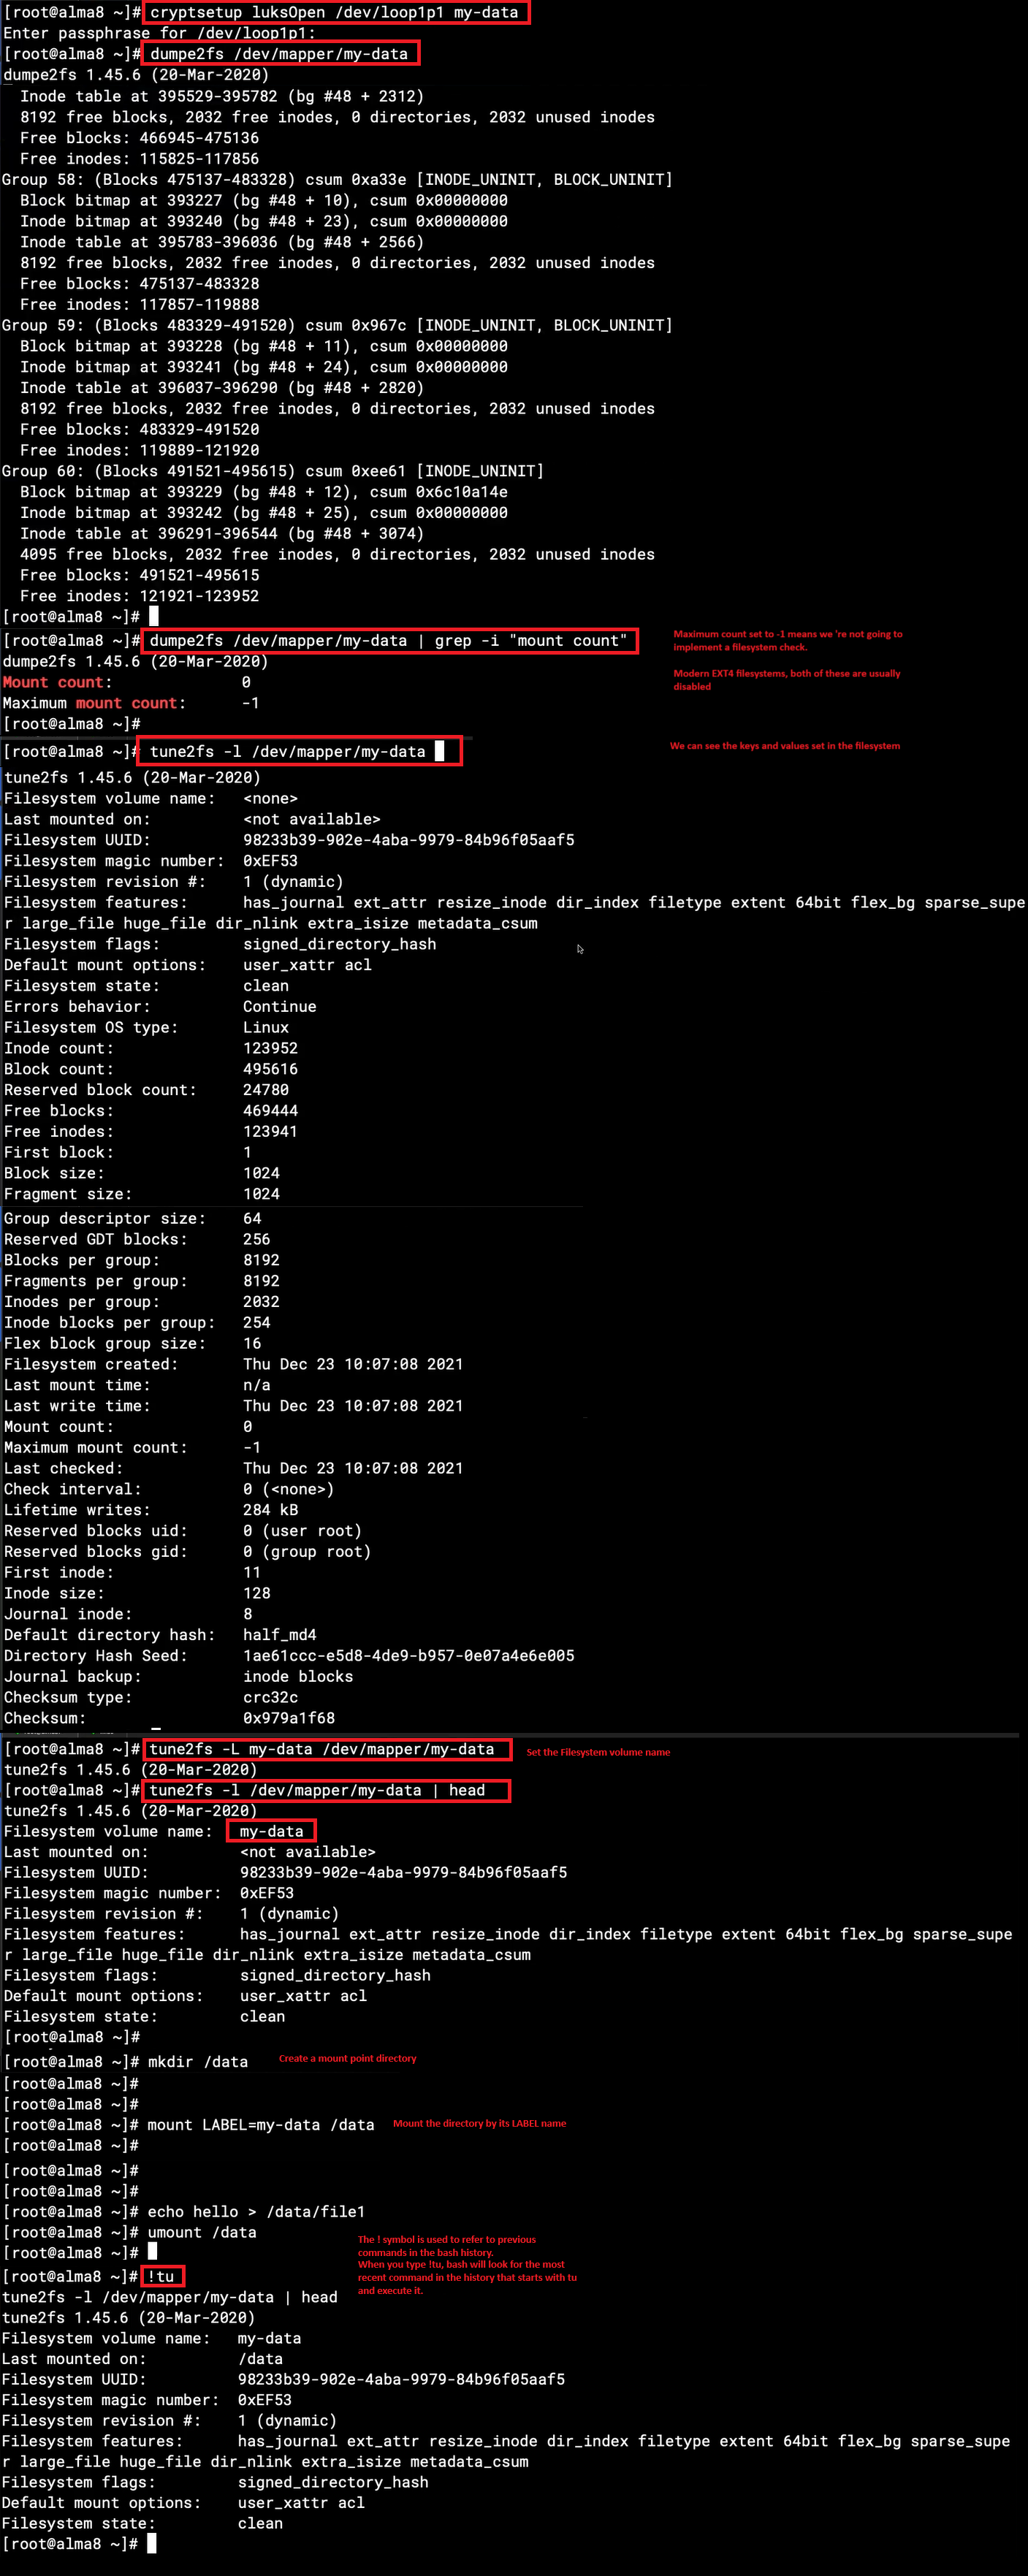 [root@alma8 ~]# cryptsetup luksOpen /dev/loop1p1 my-data
Enter passphrase for /dev/loop1p1:
[root@alma8 ~]# dumpe2fs /dev/mapper/my-data
dumpe2fs 1.45.6 (20-Mar-2020)
Inode table at 395529-395782 (bg #48 + 2312)
8192 free blocks, 2032 free inodes, 0 directories, 2032 unused inodes
Free blocks: 466945-475136
Free inodes: 115825-117856
Group 58: (Blocks 475137-483328) csum 0xa33e [INODE_UNINIT, BLOCK_UNINIT]
Block bitmap at 393227 (bg #48 + 10), csum 0x00000000
Inode bitmap at 393240 (bg #48 + 23), csum 0x00000000
Inode table at 395783-396036 (bg #48 + 2566)
8192 free blocks, 2032 free inodes, 0 directories, 2032 unused inodes
Free blocks: 475137-483328
Free inodes: 117857-119888
Group 59: (Blocks 483329-491520) csum 0x967c [INODE_UNINIT, BLOCK_UNINIT]
Block bitmap at 393228 (bg #48 + 11), csum 0x00000000
Inode bitmap at 393241 (bg #48 + 24), csum 0x00000000
Inode table at 396037-396290 (bg #48 + 2820)
8192 free blocks, 2032 free inodes, 0 directories, 2032 unused inodes
Free blocks: 483329-491520
Free inodes: 119889-121920
Group 60: (Blocks 491521-495615) csum 0xee61 [INODE_UNINIT]
Block bitmap at 393229 (bg #48 + 12), csum 0x6c10a14e
Inode bitmap at 393242 (bg #48 + 25), csum 0x00000000
Inode table at 396291-396544 (bg #48 + 3074)
4095 free blocks, 2032 free inodes, 0 directories, 2032 unused inodes
Free blocks: 491521-495615
Free inodes: 121921-123952
[root@alma8 ~]#
[root@alma8 ~]# dumpe2fs /dev/mapper/my-data | grep -i "mount count"
dumpe2fs 1.45.6 (20-Mar-2020)
Mount count: 0
Maximum mount count: -1
[root@alma8 ~]#
Maximum count set to -1 means we 're not going to
implement a filesystem check.
Modern EXT4 filesystems, both of these are usually
disabled
[root@alma8 ~]# tune2fs -l /dev/mapper/my-data
We can see the keys and values set in the filesystem
tune2fs 1.45.6 (20-Mar-2020)
Filesystem volume name: <none>
Last mounted on: <not available>
Filesystem UUID: 98233b39-902e-4aba-9979-84b96f05aaf5
Filesystem magic number: 0xEF53
Filesystem revision #: 1 (dynamic)
Filesystem features: has_journal ext_attr resize_inode dir_index filetype extent 64bit flex_bg sparse_supe
r large_file huge_file dir_nlink extra_isize metadata_csum
Filesystem flags: signed_directory_hash
Default mount options: user_xattr acl
Filesystem state: clean
Errors behavior: Continue
Filesystem OS type: Linux
Inode count: 123952
Block count: 495616
Reserved block count: 24780
Free blocks: 469444
Free inodes: 123941
First block: 1
Block size: 1024
Fragment size: 1024
Group descriptor size: 64
Reserved GDT blocks: 256
Blocks per group: 8192
Fragments per group: 8192
Inodes per group: 2032
Inode blocks per group: 254
Flex block group size: 16
Filesystem created: Thu Dec 23 10:07:08 2021
Last mount time: n/a
Last write time: Thu Dec 23 10:07:08 2021
Mount count: 0
Maximum mount count: -1
Last checked: Thu Dec 23 10:07:08 2021
Check interval: 0 (<none>)
Lifetime writes: 284 kB
Reserved blocks uid: 0 (user root)
Reserved blocks gid: 0 (group root)
First inode: 11
Inode size: 128
Journal inode: 8
Default directory hash: half_md4
Directory Hash Seed: 1ae61ccc-e5d8-4de9-b957-0e07a4e6e005
Journal backup: inode blocks
Checksum type: crc32c
Checksum: 0x979a1f68
[root@alma8 ~]# tune2fs -L my-data /dev/mapper/my-data
Set the Filesystem volume name
tune2fs 1.45.6 (20-Mar-2020)
[root@alma8 ~]# tune2fs -l /dev/mapper/my-data | head
tune2fs 1.45.6 (20-Mar-2020)
Filesystem volume name: my-data
Last mounted on: <not available>
Filesystem UUID: 98233b39-902e-4aba-9979-84b96f05aaf5
Filesystem magic number: 0xEF53
Filesystem revision #: 1 (dynamic)
Filesystem features: has_journal ext_attr resize_inode dir_index filetype extent 64bit flex_bg sparse_supe
r large_file huge_file dir_nlink extra_isize metadata_csum
Filesystem flags: signed_directory_hash
Default mount options: user_xattr acl
Filesystem state: clean
[root@alma8 ~]#
[root@alma8 ~]# mkdir /data
Create a mount point directory
[root@alma8 ~]#
[root@alma8 ~]#
[root@alma8 ~]# mount LABEL=my-data /data
Mount the directory by its LABEL name
[root@alma8 ~]#
[root@alma8 ~]#
[root@alma8 ~]#
[root@alma8 ~]# echo hello > /data/file1
[root@alma8 ~]# umount /data
[root@alma8 ~]#
The ! symbol is used to refer to previous
commands in the bash history.
When you type !tu, bash will look for the most
recent command in the history that starts with tu
and execute it.
[root@alma8 ~]# !tu
tune2fs -l /dev/mapper/my-data | head
tune2fs 1.45.6 (20-Mar-2020)
Filesystem volume name: my-data
Last mounted on: /data
Filesystem UUID: 98233b39-902e-4aba-9979-84b96f05aaf5
Filesystem magic number: 0xEF53
Filesystem revision #: 1 (dynamic)
Filesystem features: has_journal ext_attr resize_inode dir_index filetype extent 64bit flex_bg sparse_supe
r large_file huge_file dir_nlink extra_isize metadata_csum
Filesystem flags: signed_directory_hash
Default mount options: user_xattr acl
Filesystem state: clean
[root@alma8 ~]#